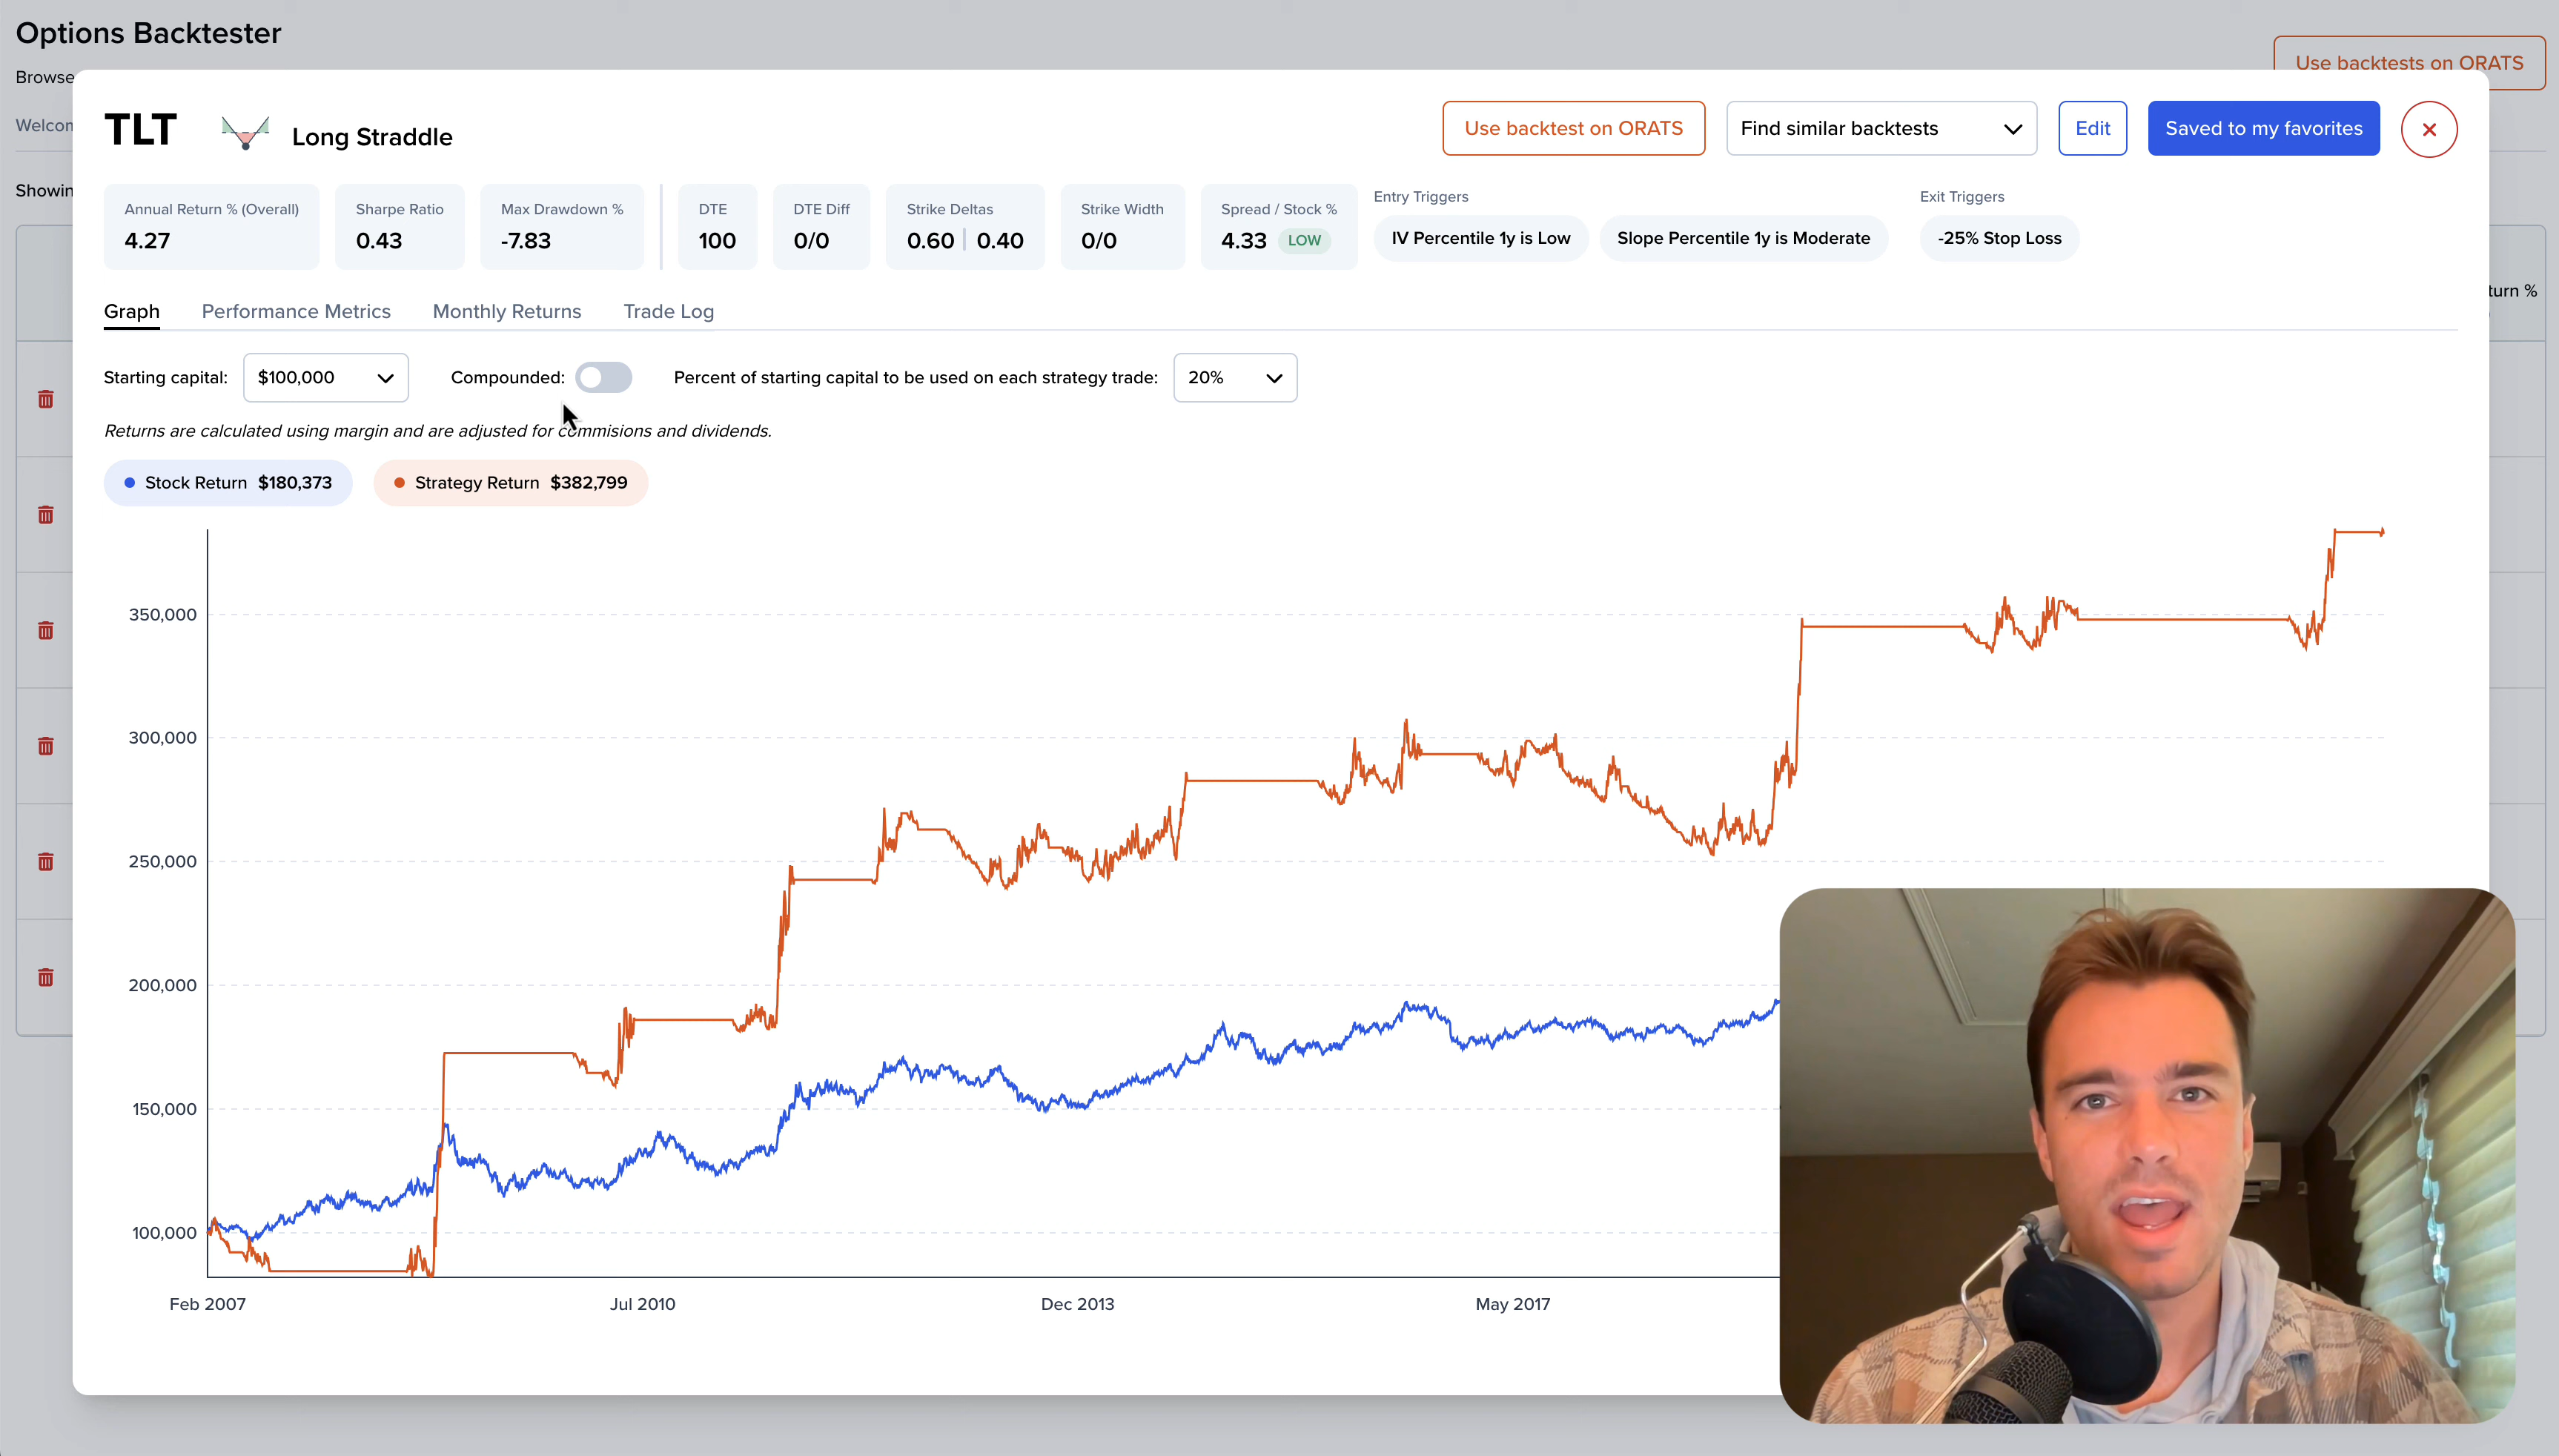 Options Backtester
Use backtests on ORATS
Browse
Welcom
Showin
TLT
Long Straddle
Use backtest on ORATS
Find similar backtests
Edit
Saved to my favorites
Annual Return % (Overall)
4.27
Sharpe Ratio
0.43
Max Drawdown %
-7.83
DTE
100
DTE Diff
0/0
Strike Deltas
0.60 | 0.40
Strike Width
0/0
Spread / Stock %
4.33 LOW
Entry Triggers
IV Percentile 1y is Low
Slope Percentile 1y is Moderate
Exit Triggers
-25% Stop Loss
turn %
Graph
Performance Metrics
Monthly Returns
Trade Log
Starting capital:
$100,000
Compounded:
Percent of starting capital to be used on each strategy trade:
20%
Returns are calculated using margin and are adjusted for commisions and dividends.
Stock Return $180,373
Strategy Return $382,799
350,000
300,000
250,000
200,000
150,000
100,000
Feb 2007
Jul 2010
Dec 2013
May 2017